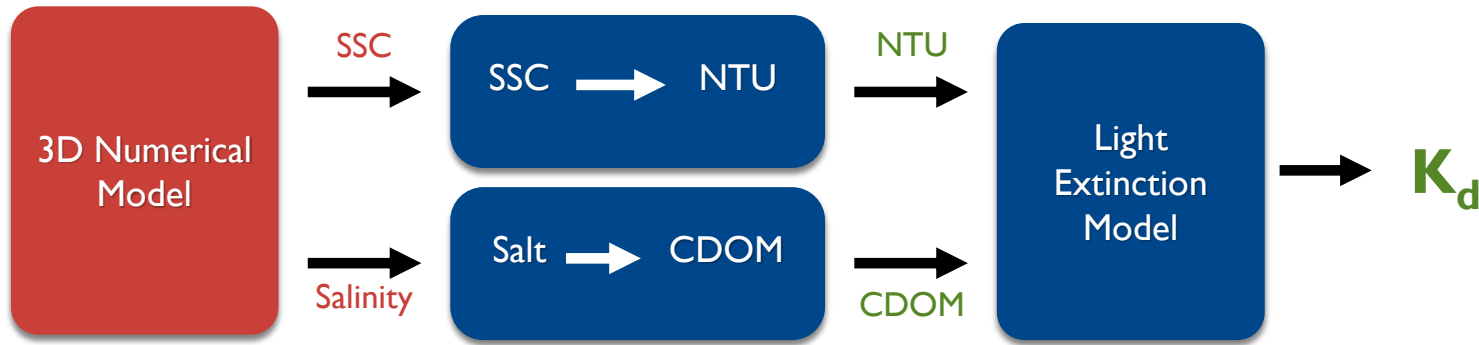 3D Numerical
Model
SSC
Salinity
SSC NTU
Salt CDOM
NTU
CDOM
Light
Extinction
Model
Kd